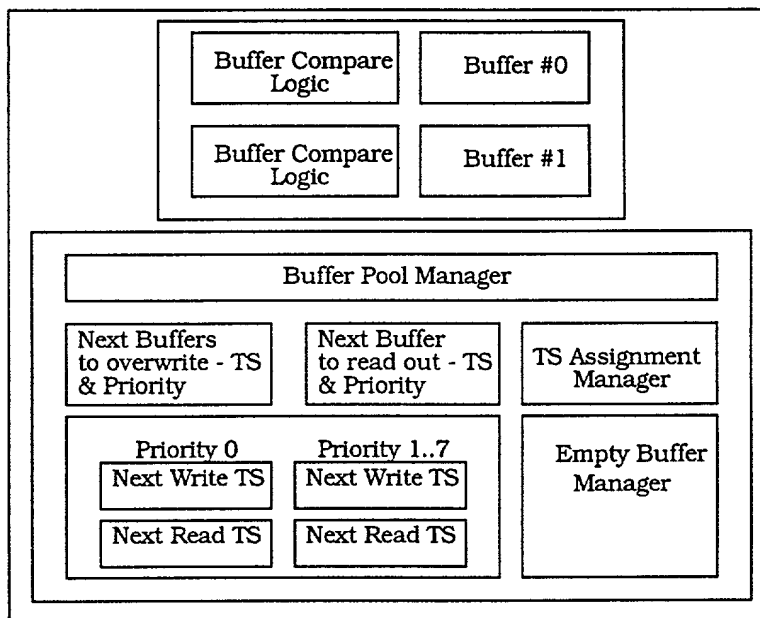 Buffer Compare
Logic
Buffer #0
Buffer Compare
Logic
Buffer #1
Buffer Pool Manager
Next Buffers
to overwrite - TS
& Priority
Next Buffer
to read out - TS
& Priority
TS Assignment
Manager
Priority 0
Next Write TS
Next Read TS
Priority 1..7
Next Write TS
Next Read TS
Empty Buffer
Manager